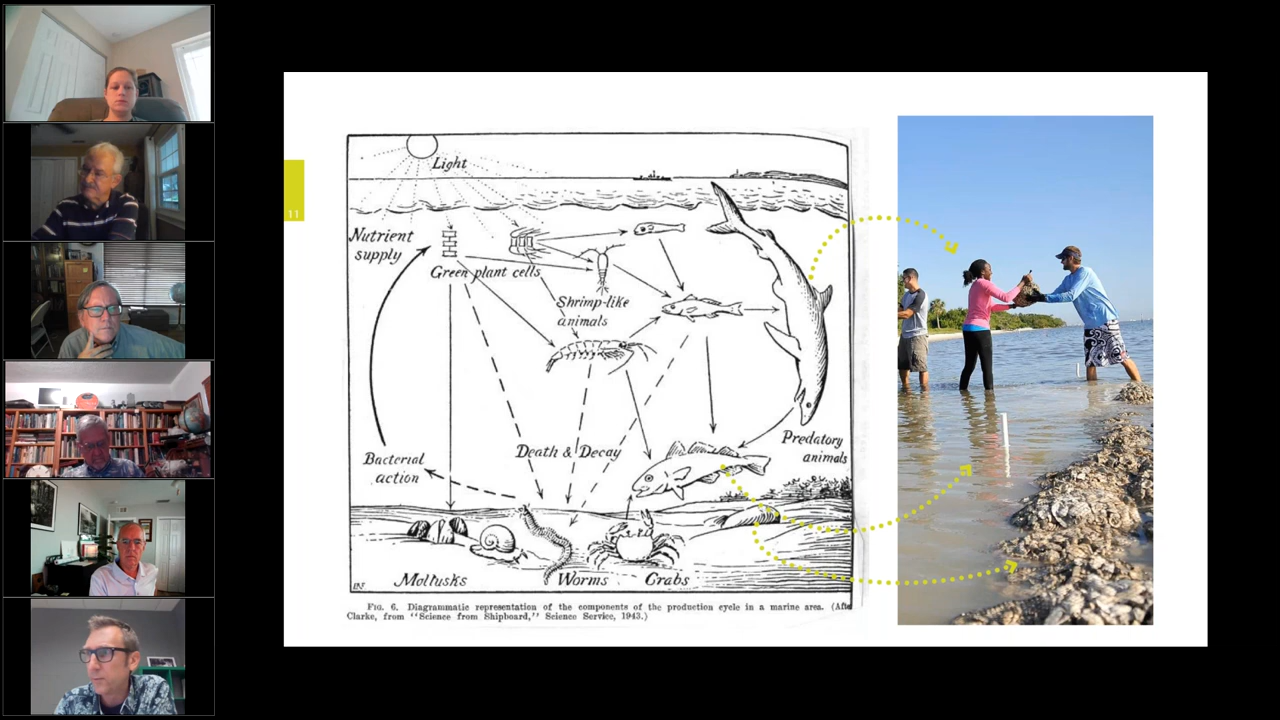 11
Light
Nutrient
supply
Green plant cells
Shrimp-like
animals
Death & Decay
Predatory
animals
Bacterial
action
Mollusks
Worms
Crabs
FIG. 6. Diagrammatic representation of the components of the production cycle in a marine area. (Afte
Clarke, from "Science from Shipboard," Science Service, 1943.)